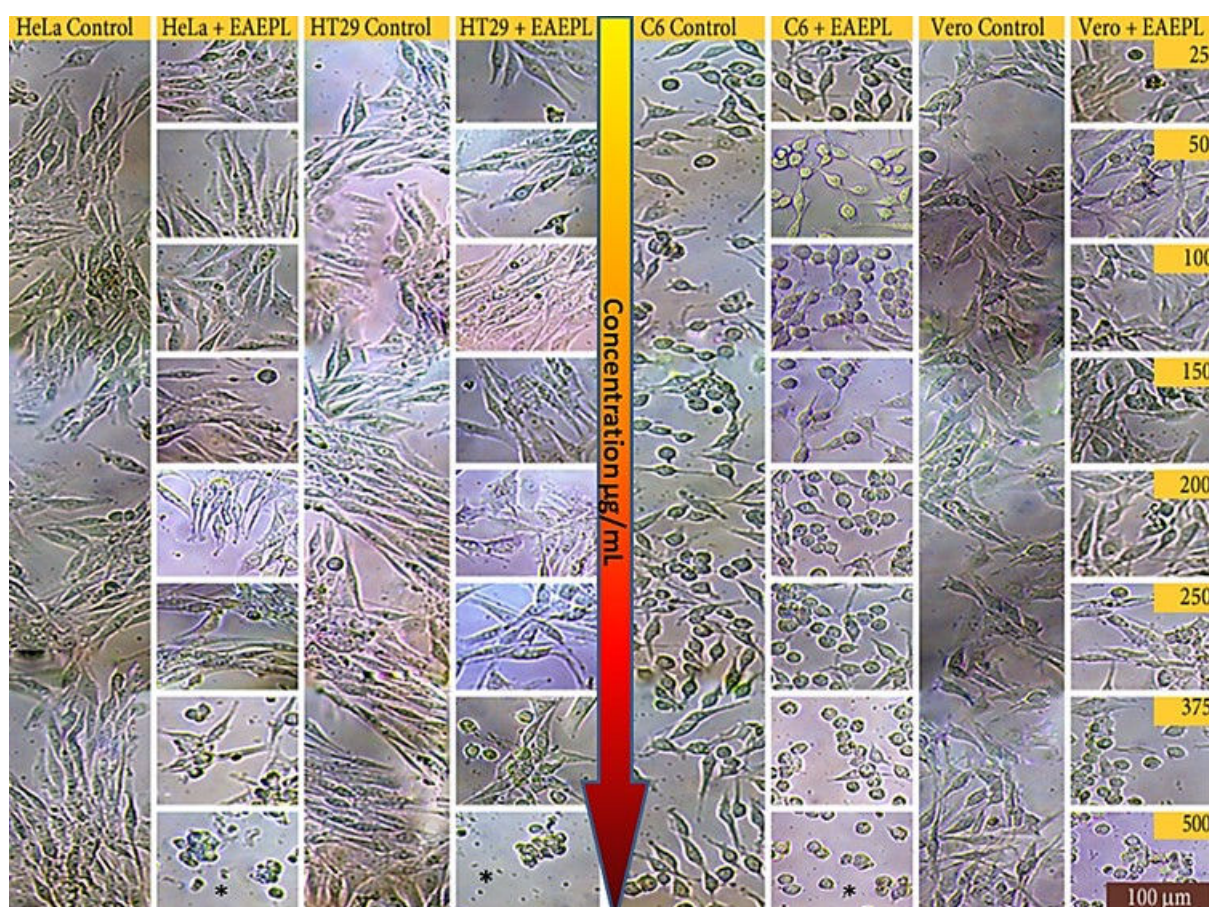 HeLa Control
HeLa + EAEPL
HT29 Control
HT29 + EAEPL
C6 Control
C6 + EAEPL
Vero Control
Vero + EAEPL
25
50
100
150
200
250
375
500
Concentration µg/mL
*
*
*
100 µm